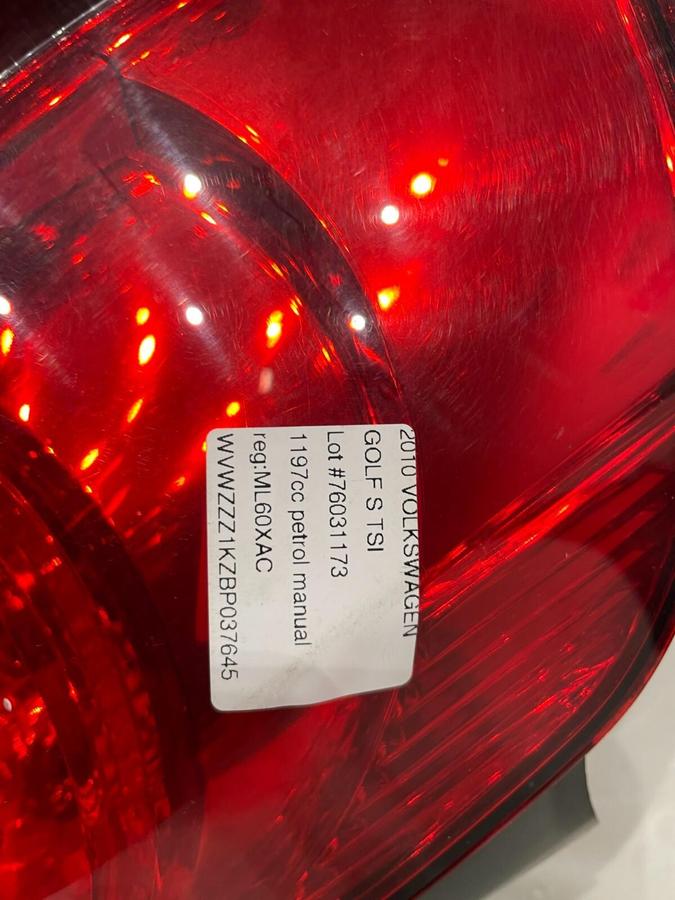 2010 VOLKSWAGEN
GOLF S TSI
Lot #76031173
1197cc petrol manual
reg:ML60XAC
WVWZZZ1KZBP037645